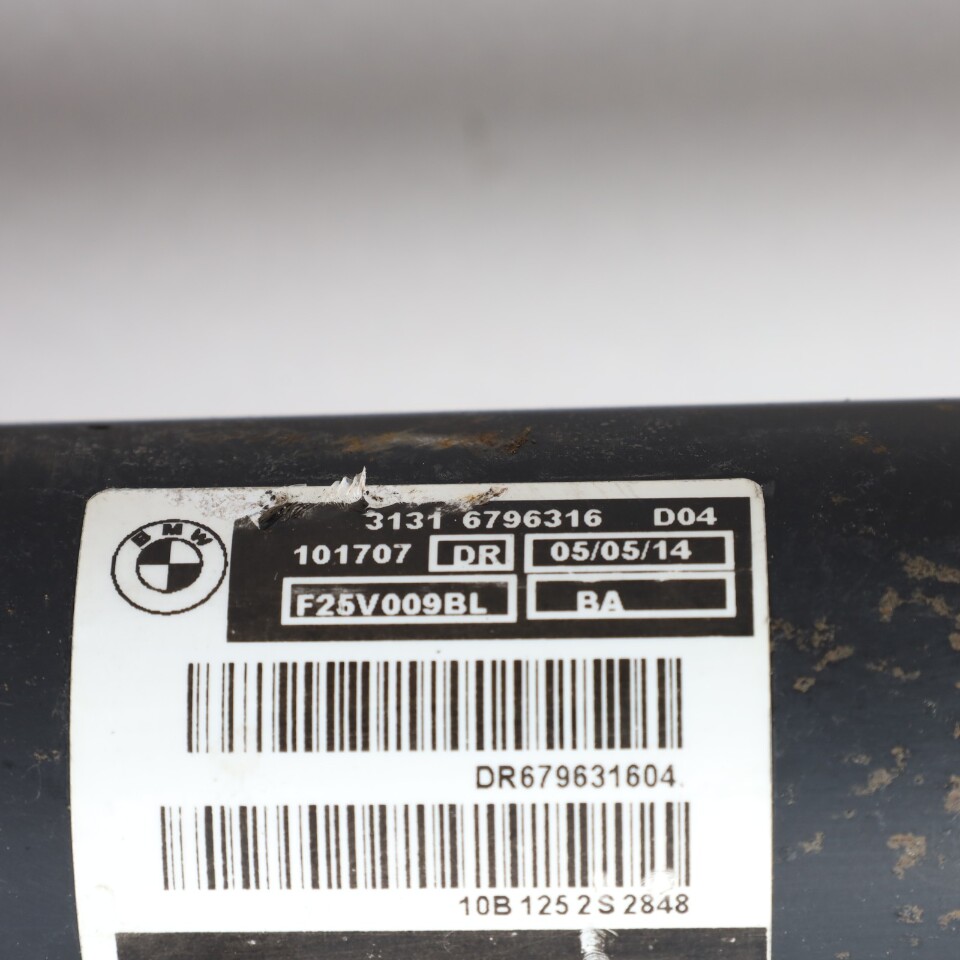 BMW
3131 6796316 D04
101707 DR 05/05/14
F25V009BL BA
DR679631604
10B 125 2 S 2848